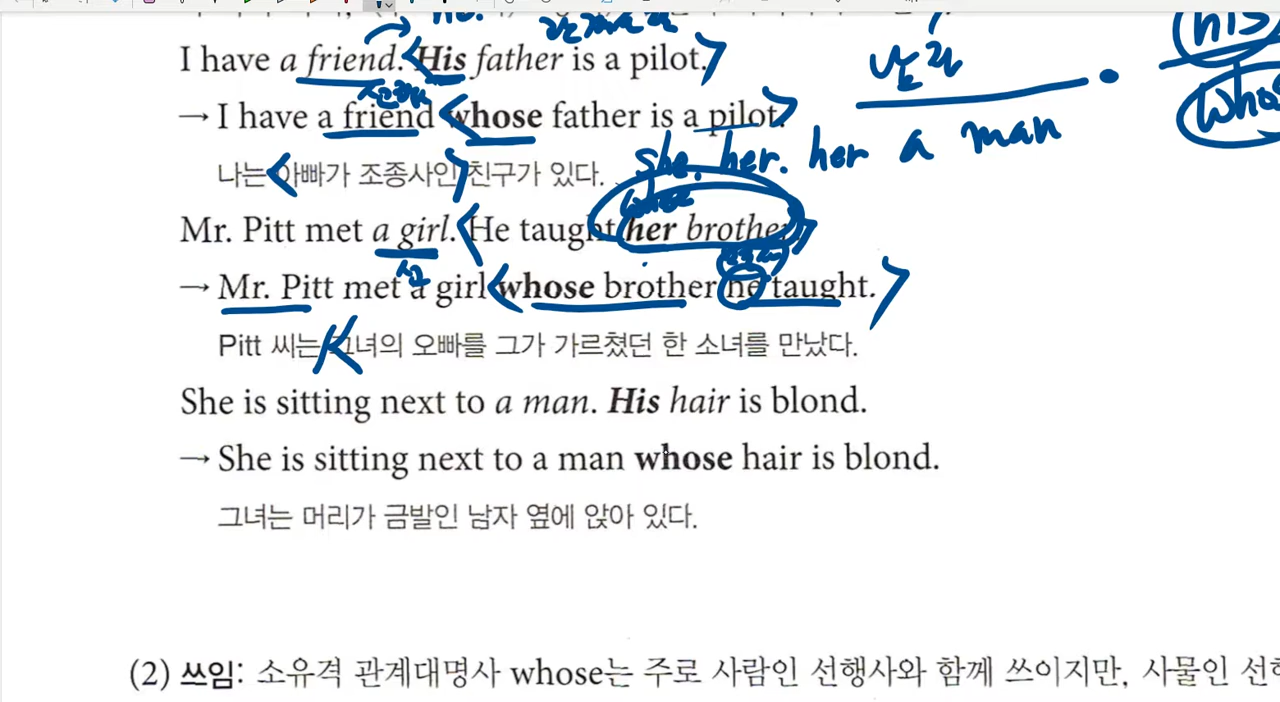 I have a friend. His father is a pilot.
→ I have a friend whose father is a pilot.
she. her. her a man
나는 아빠가 조종사인 친구가 있다.
whose
Mr. Pitt met a girl. He taught her brother.
→ Mr. Pitt met a girl whose brother he taught.
Pitt 씨는 그녀의 오빠를 그가 가르쳤던 한 소녀를 만났다.
She is sitting next to a man. His hair is blond.
→ She is sitting next to a man whose hair is blond.
그녀는 머리가 금발인 남자 옆에 앉아 있다.
(2) 쓰임: 소유격 관계대명사 whose는 주로 사람인 선행사와 함께 쓰이지만, 사물인